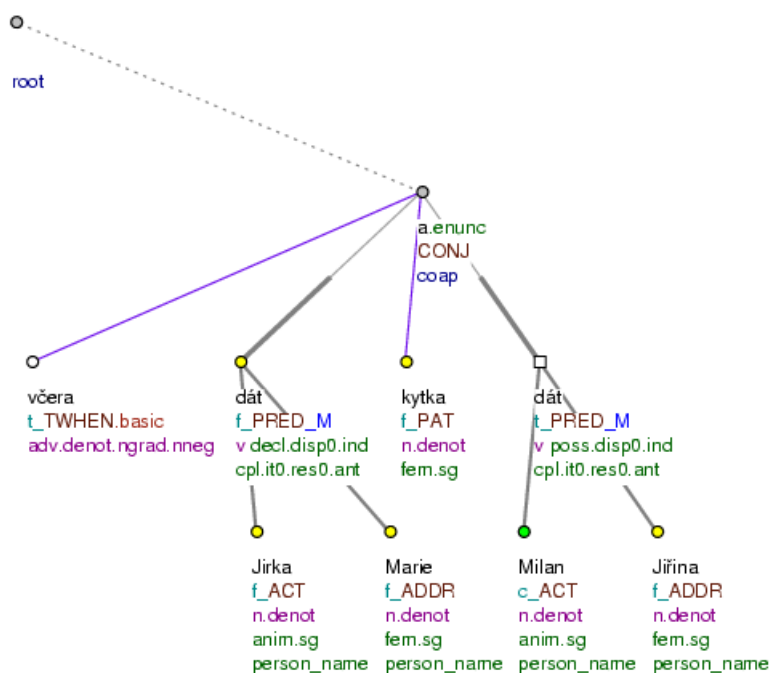 root
a.enunc
CONJ
coap
včera
t_TWHEN.basic
adv.denot.ngrad.nneg
dát
f_PRED_M
v decl.disp0.ind
cpl.it0.res0.ant
kytka
f_PAT
n.denot
fem.sg
dát
t_PRED_M
v poss.disp0.ind
cpl.it0.res0.ant
Jirka
f_ACT
n.denot
anim.sg
person_name
Marie
f_ADDR
n.denot
fem.sg
person_name
Milan
c_ACT
n.denot
anim.sg
person_name
Jiřina
f_ADDR
n.denot
fem.sg
person_name